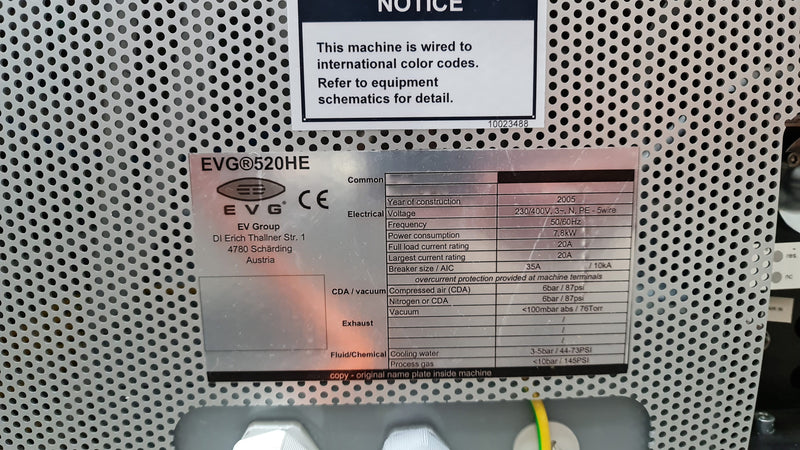 NOTICE
This machine is wired to
international color codes.
Refer to equipment
schematics for detail.
10023488
EVG®520HE
EVG®
CE
EV Group
DI Erich Thallner Str. 1
4780 Schärding
Austria
Common
Year of construction 2005
Electrical Voltage 230/400V, 3~, N, PE - 5wire
Frequency 50/60Hz
Power consumption 7,8kW
Full load current rating 20A
Largest current rating 20A
Breaker size / AIC 35A / 10kA
overcurrent protection provided at machine terminals
CDA / vacuum Compressed air (CDA) 6bar / 87psi
Nitrogen or CDA 6bar / 87psi
Vacuum <100mbar abs / 76Torr
Exhaust /
/
/
Fluid/Chemical Cooling water 3-5bar / 44-73PSI
Process gas <10bar / 145PSI
copy - original name plate inside machine
res.
nc